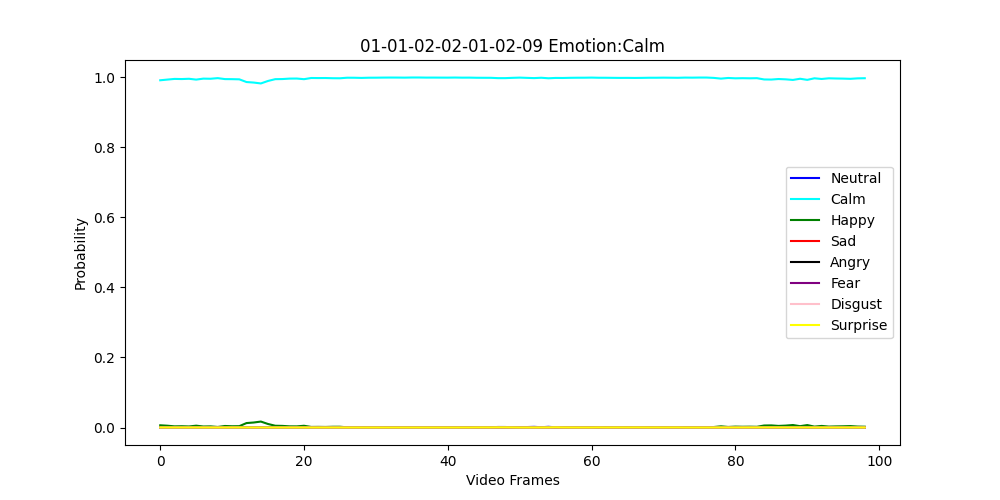 01-01-02-02-01-02-09 Emotion:Calm
1.0
0.8
0.6
0.4
0.2
0.0
Probability
Neutral
Calm
Happy
Sad
Angry
Fear
Disgust
Surprise
0 20 40 60 80 100
Video Frames